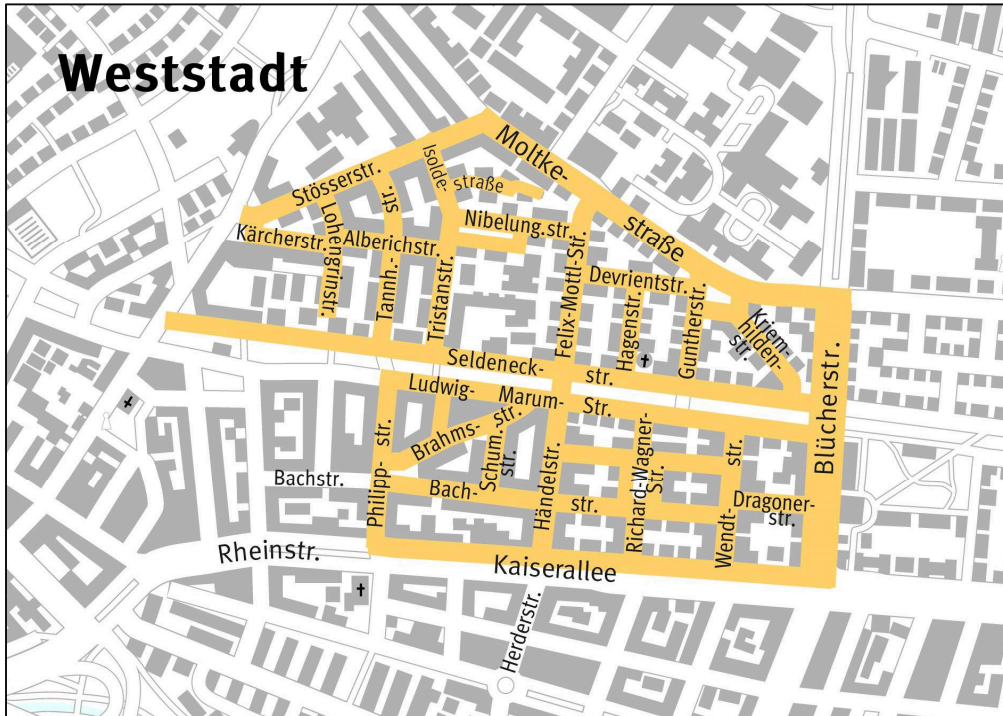 Weststadt
Moltke-
straße
Stösserstr.
Isolde-
straße
Lohengrinstr.
Kärcherstr.
Alberichstr.
Tannh.-
str.
Tristanstr.
Nibelung.str.
Felix-Mottl-Str.
Devrientstr.
Hagenstr.
Guntherstr.
Kriem-
hilden-
str.
Blücherstr.
Seldeneck-
str.
Ludwig-
Marum-
Str.
Brahms-
str.
Schum.
str.
Philipp-
str.
Bachstr.
Bach-
str.
Händelstr.
Richard-Wagner-
Str.
Wendt-
str.
Dragoner-
str.
Rheinstr.
Kaiserallee
Herderstr.